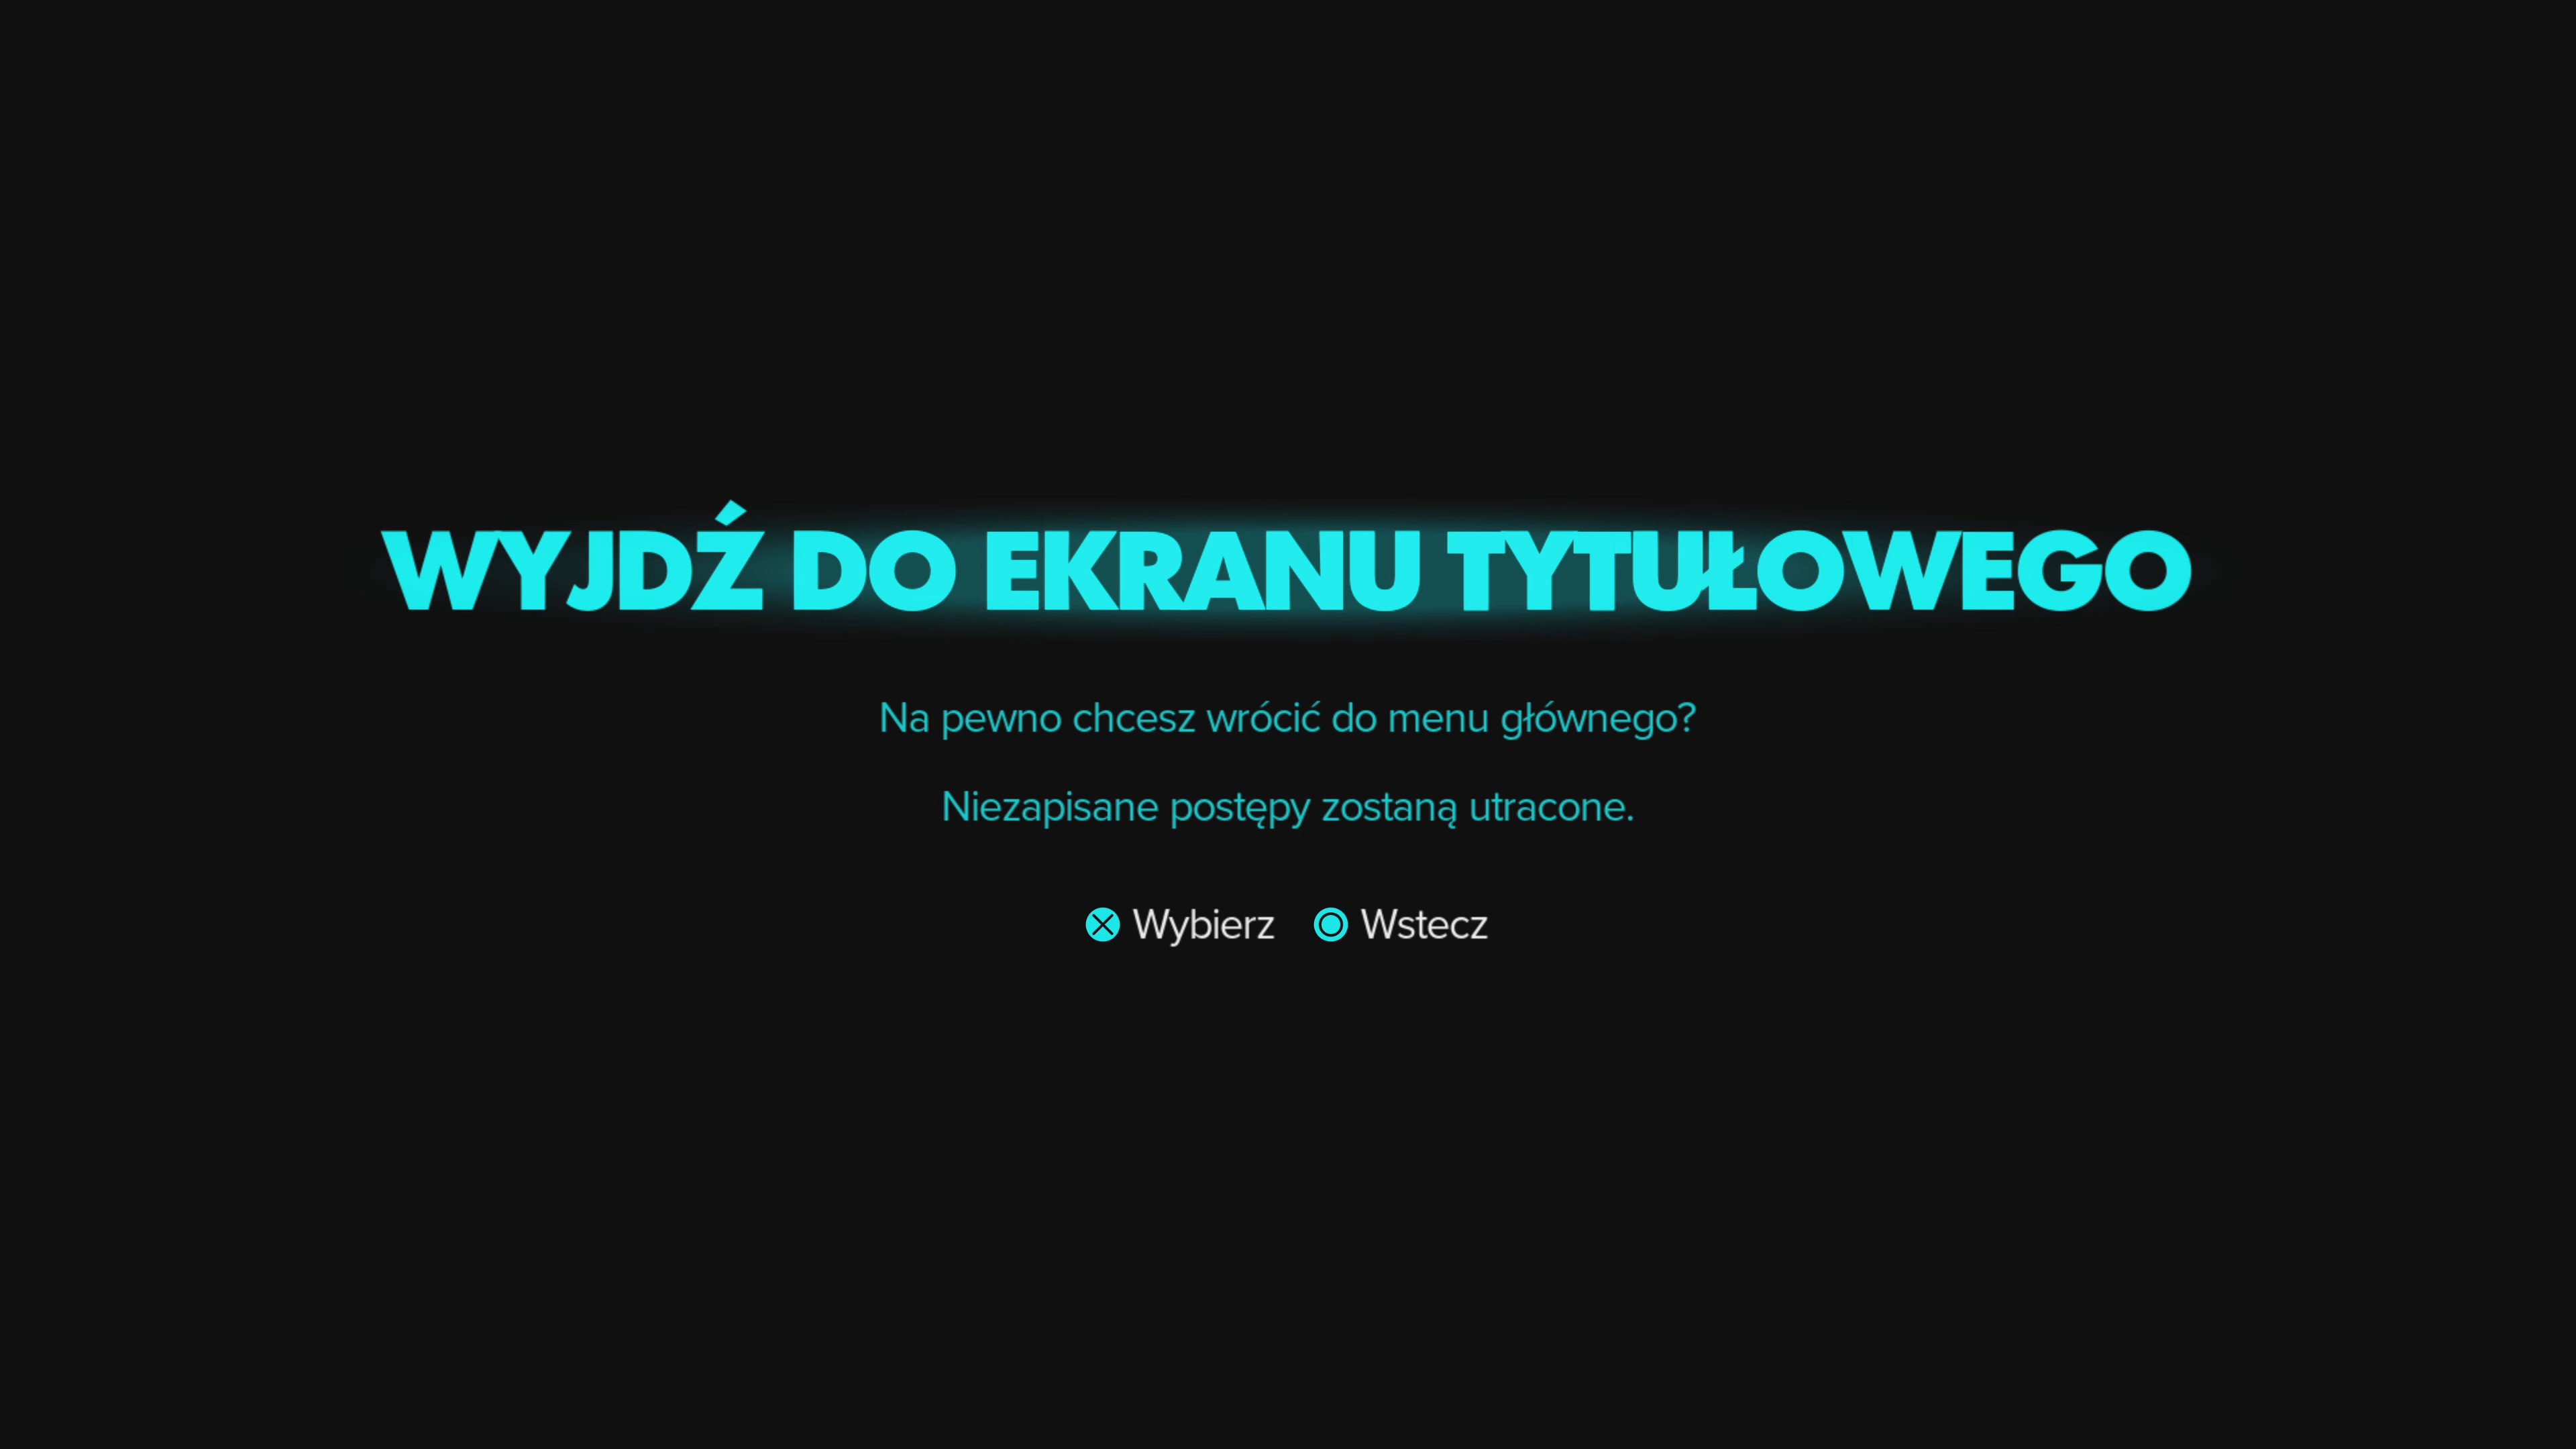 WYJDŹ DO EKRANU TYTUŁOWEGO
Na pewno chcesz wrócić do menu głównego?
Niezapisane postępy zostaną utracone.
Wybierz Wstecz